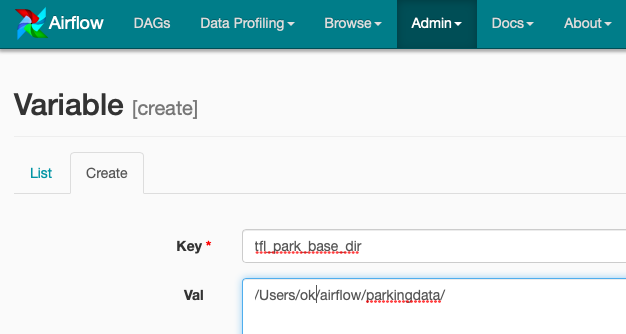 Airflow DAGs Data Profiling Browse Admin Docs About
Variable [create]
List Create
Key * tfl_park_base_dir
Val /Users/ok/airflow/parkingdata/